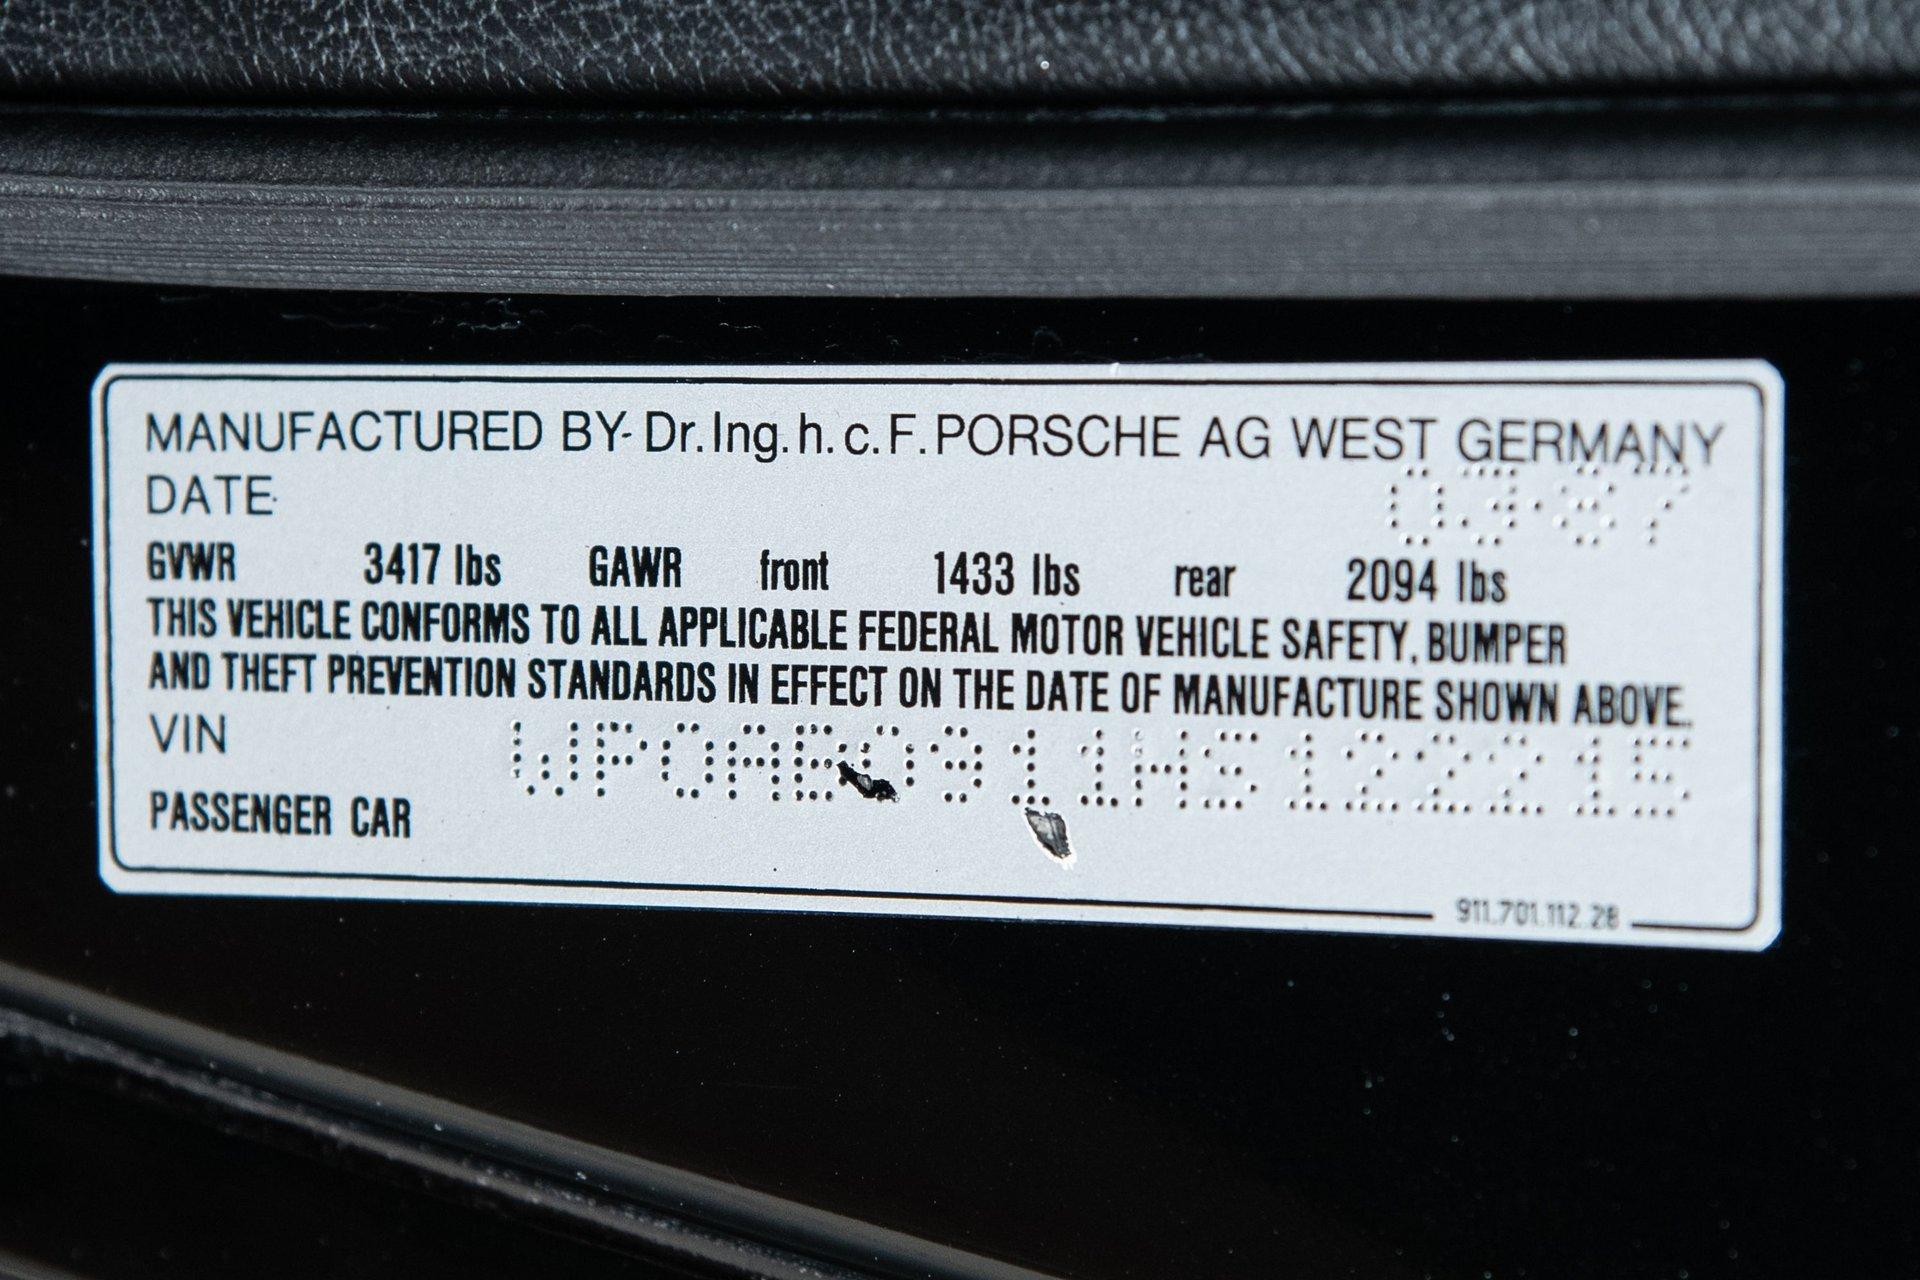 MANUFACTURED BY- Dr.Ing.h.c.F.PORSCHE AG WEST GERMANY
DATE 03·87
GVWR 3417 lbs GAWR front 1433 lbs rear 2094 lbs
THIS VEHICLE CONFORMS TO ALL APPLICABLE FEDERAL MOTOR VEHICLE SAFETY, BUMPER
AND THEFT PREVENTION STANDARDS IN EFFECT ON THE DATE OF MANUFACTURE SHOWN ABOVE.
VIN WP0AB0911HS122215
PASSENGER CAR
911.701.112.28